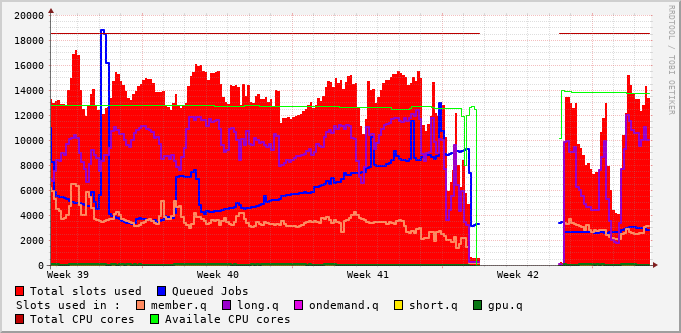 20000
18000
16000
14000
12000
10000
8000
6000
4000
2000
0
Week 39 Week 40 Week 41 Week 42
RRDTOOL / TOBI OETIKER
Total slots used Queued Jobs
Slots used in : member.q long.q ondemand.q short.q gpu.q
Total CPU cores Availale CPU cores